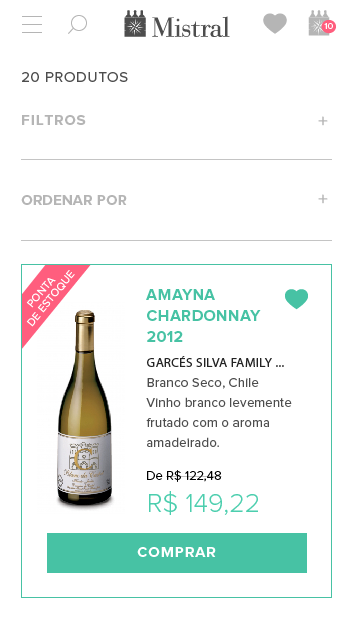 Mistral
10
20 PRODUTOS
FILTROS +
ORDENAR POR +
PONTA
DE ESTOQUE
AMAYNA
CHARDONNAY
2012
GARCÉS SILVA FAMILY ...
Branco Seco, Chile
Vinho branco levemente
frutado com o aroma
amadeirado.
De R$ 122,48
R$ 149,22
COMPRAR